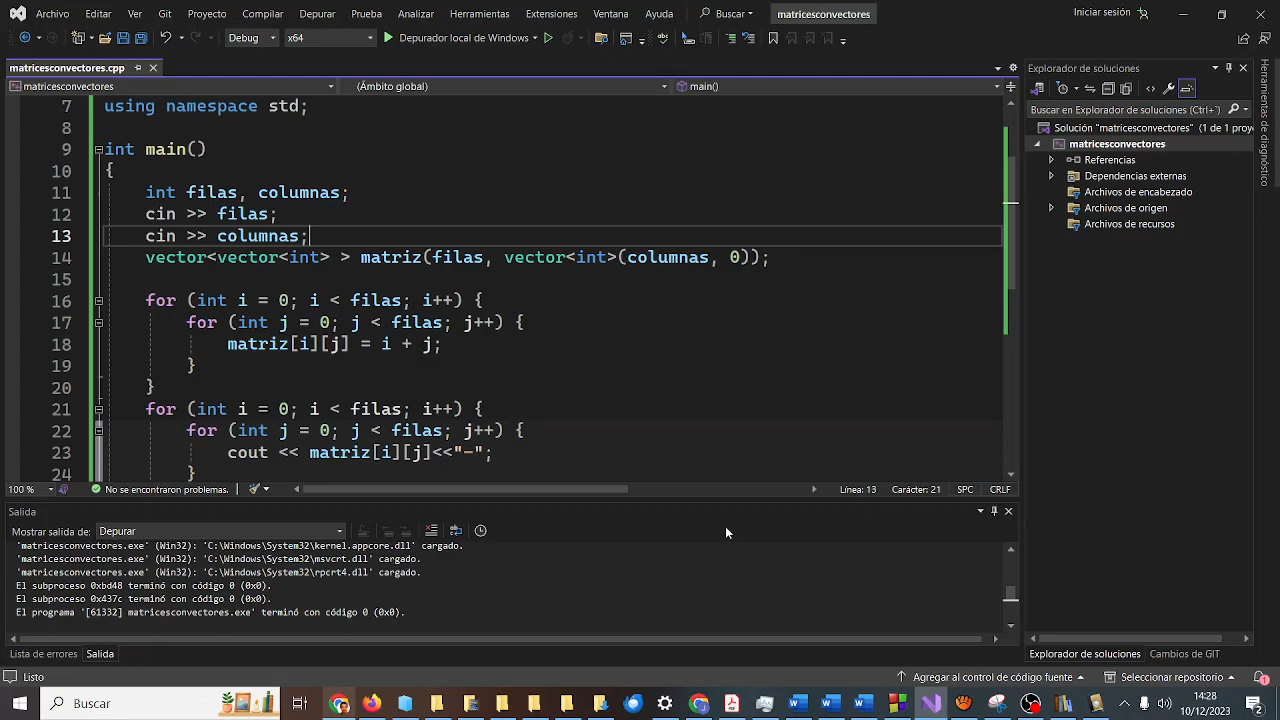 Archivo Editar Ver Git Proyecto Compilar Depurar Prueba Analizar Herramientas Extensiones Ventana Ayuda Buscar matricesconvectores Iniciar sesión
Debug x64 Depurador local de Windows
matricesconvectores.cpp
matricesconvectores (Ámbito global) main()
7 using namespace std;
8
9 int main()
10 {
11 int filas, columnas;
12 cin >> filas;
13 cin >> columnas;
14 vector<vector<int> > matriz(filas, vector<int>(columnas, 0));
15
16 for (int i = 0; i < filas; i++) {
17 for (int j = 0; j < filas; j++) {
18 matriz[i][j] = i + j;
19 }
20 }
21 for (int i = 0; i < filas; i++) {
22 for (int j = 0; j < filas; j++) {
23 cout << matriz[i][j]<<"-";
24 }
100 % No se encontraron problemas. Línea: 13 Carácter: 21 SPC CRLF
Salida
Mostrar salida de: Depurar
'matricesconvectores.exe' (Win32): 'C:\Windows\System32\kernel.appcore.dll' cargado.
'matricesconvectores.exe' (Win32): 'C:\Windows\System32\msvcrt.dll' cargado.
'matricesconvectores.exe' (Win32): 'C:\Windows\System32\rpcrt4.dll' cargado.
El subproceso 0xbd48 terminó con código 0 (0x0).
El subproceso 0x437c terminó con código 0 (0x0).
El programa '[61332] matricesconvectores.exe' terminó con código 0 (0x0).
Lista de errores Salida
Explorador de soluciones
Buscar en Explorador de soluciones (Ctrl+`)
Solución "matricesconvectores" (1 de 1 proye
matricesconvectores
Referencias
Dependencias externas
Archivos de encabezado
Archivos de origen
Archivos de recursos
Explorador de soluciones Cambios de GIT
Herramientas de diagnóstico
Listo Agregar al control de código fuente Seleccionar repositorio 1
Buscar
14:28
10/12/2023
2